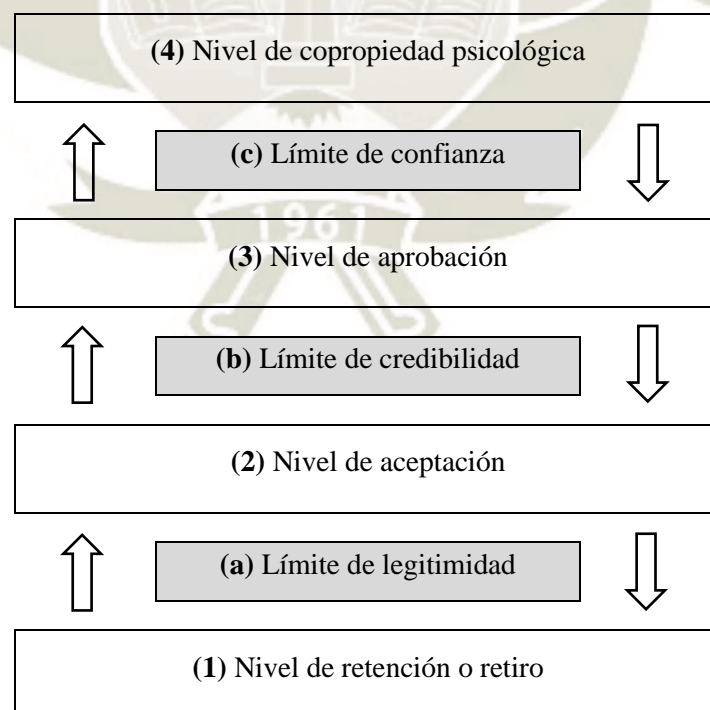 (4) Nivel de copropiedad psicológica
(c) Límite de confianza
1961
(3) Nivel de aprobación
(b) Límite de credibilidad
(2) Nivel de aceptación
(a) Límite de legitimidad
(1) Nivel de retención o retiro